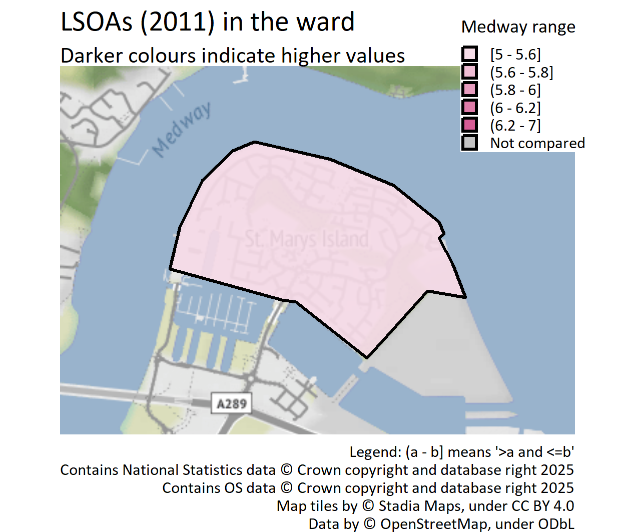 LSOAs (2011) in the ward
Darker colours indicate higher values
Medway range
[5 - 5.6]
(5.6 - 5.8]
(5.8 - 6]
(6 - 6.2]
(6.2 - 7]
Not compared
Medway
St. Marys Island
A289
Legend: (a - b] means '>a and <=b'
Contains National Statistics data © Crown copyright and database right 2025
Contains OS data © Crown copyright and database right 2025
Map tiles by © Stadia Maps, under CC BY 4.0
Data by © OpenStreetMap, under ODbL